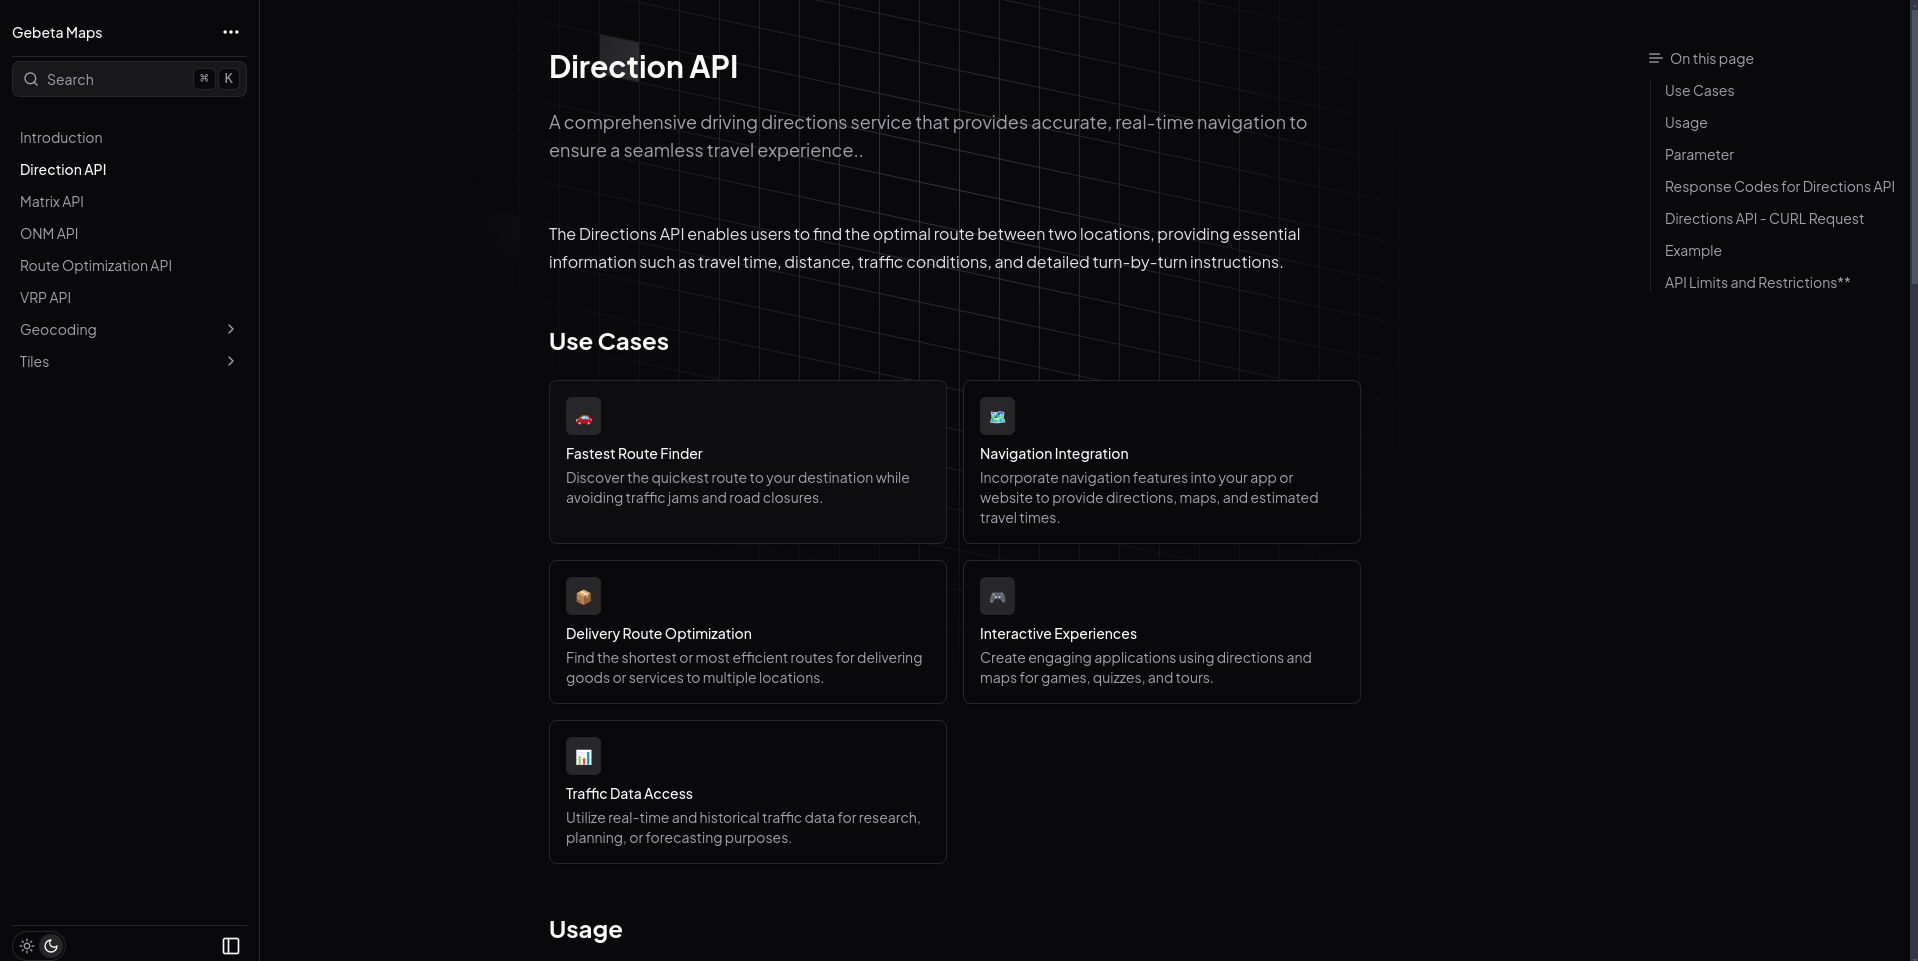 Gebeta Maps
Search
⌘ K
Introduction
Direction API
Matrix API
ONM API
Route Optimization API
VRP API
Geocoding
Tiles
Direction API
A comprehensive driving directions service that provides accurate, real-time navigation to
ensure a seamless travel experience..
The Directions API enables users to find the optimal route between two locations, providing essential
information such as travel time, distance, traffic conditions, and detailed turn-by-turn instructions.
Use Cases
Fastest Route Finder
Discover the quickest route to your destination while
avoiding traffic jams and road closures.
Navigation Integration
Incorporate navigation features into your app or
website to provide directions, maps, and estimated
travel times.
Delivery Route Optimization
Find the shortest or most efficient routes for delivering
goods or services to multiple locations.
Interactive Experiences
Create engaging applications using directions and
maps for games, quizzes, and tours.
Traffic Data Access
Utilize real-time and historical traffic data for research,
planning, or forecasting purposes.
Usage
On this page
Use Cases
Usage
Parameter
Response Codes for Directions API
Directions API - CURL Request
Example
API Limits and Restrictions**